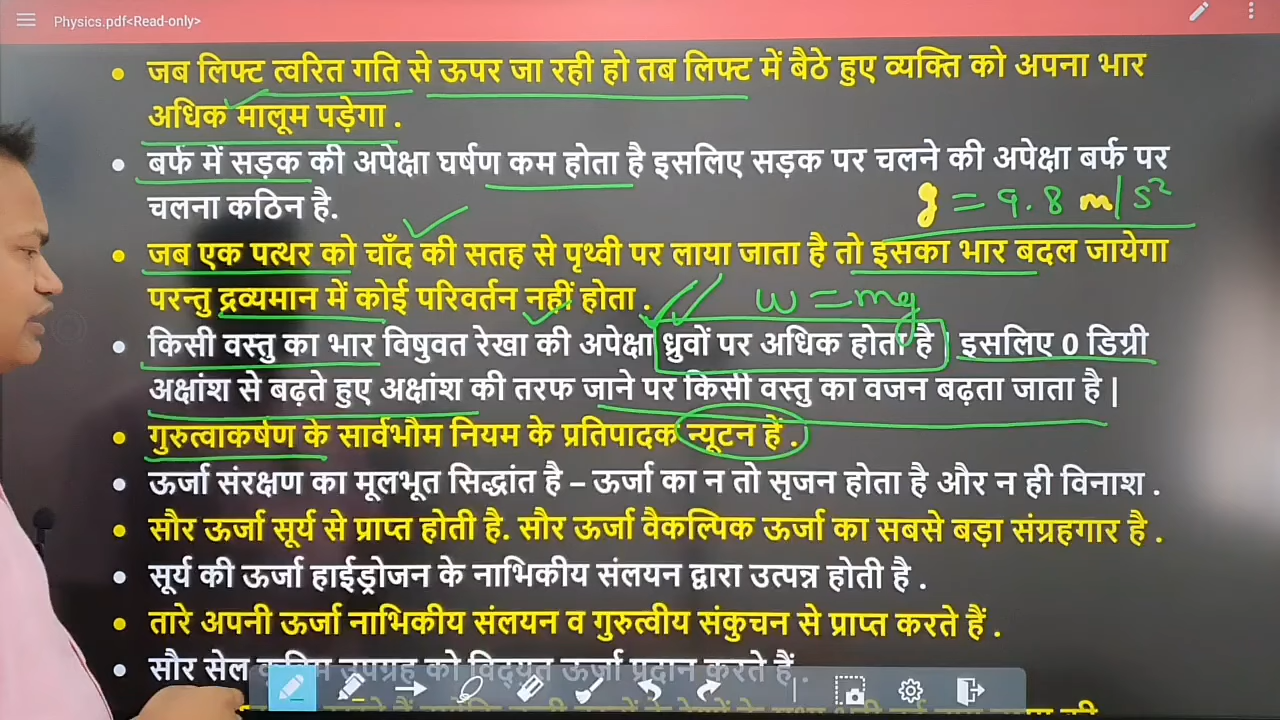 Physics.pdf<Read-only>
जब लिफ्ट त्वरित गति से ऊपर जा रही हो तब लिफ्ट में बैठे हुए व्यक्ति को अपना भार
अधिक मालूम पड़ेगा .
बर्फ में सड़क की अपेक्षा घर्षण कम होता है इसलिए सड़क पर चलने की अपेक्षा बर्फ पर
चलना कठिन है.
g = 9.8 m/s²
जब एक पत्थर को चाँद की सतह से पृथ्वी पर लाया जाता है तो इसका भार बदल जायेगा
परन्तु द्रव्यमान में कोई परिवर्तन नहीं होता .
w = mg
किसी वस्तु का भार विषुवत रेखा की अपेक्षा ध्रुवों पर अधिक होता है | इसलिए 0 डिग्री
अक्षांश से बढ़ते हुए अक्षांश की तरफ जाने पर किसी वस्तु का वजन बढ़ता जाता है |
गुरुत्वाकर्षण के सार्वभौम नियम के प्रतिपादक न्यूटन हें .
ऊर्जा संरक्षण का मूलभूत सिद्धांत है – ऊर्जा का न तो सृजन होता है और न ही विनाश .
सौर ऊर्जा सूर्य से प्राप्त होती है. सौर ऊर्जा वैकल्पिक ऊर्जा का सबसे बड़ा संग्रहगार है .
सूर्य की ऊर्जा हाईड्रोजन के नाभिकीय संलयन द्वारा उत्पन्न होती है .
तारे अपनी ऊर्जा नाभिकीय संलयन व गुरुत्वीय संकुचन से प्राप्त करते हैं .
सौर सेल उपग्रह को विद्युत ऊर्जा प्रदान करते हैं .